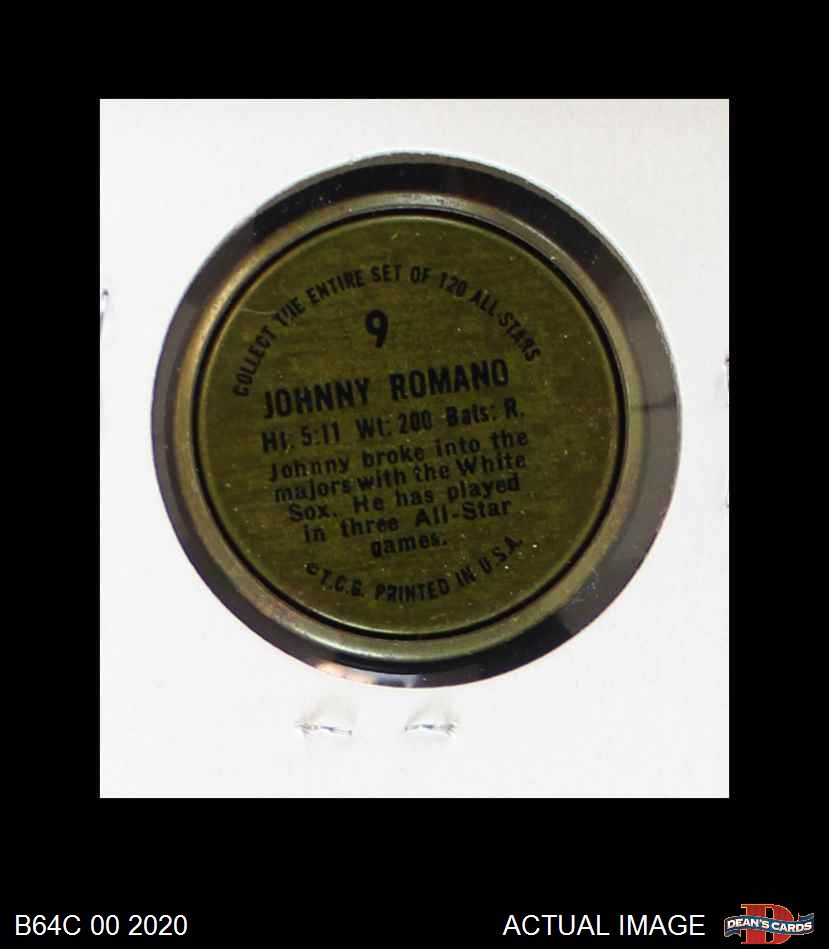 COLLECT THE ENTIRE SET OF 120 ALL-STARS
9
JOHNNY ROMANO
Ht: 5:11 Wt: 200 Bats: R.
Johnny broke into the
majors with the White
Sox. He has played
in three All-Star
games.
©T.C.G. PRINTED IN U.S.A.
B64C 00 2020
ACTUAL IMAGE
D
DEAN'S CARDS